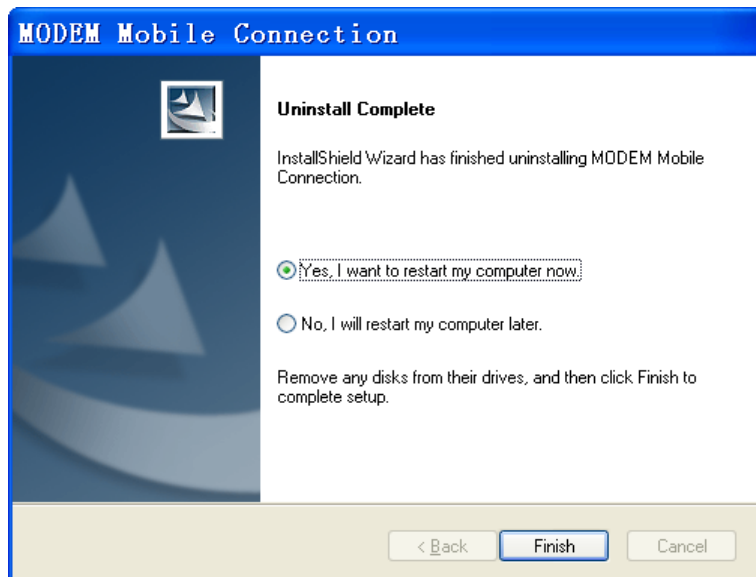 MODEM Mobile Connection
Uninstall Complete
InstallShield Wizard has finished uninstalling MODEM Mobile
Connection.
Yes, I want to restart my computer now.
No, I will restart my computer later.
Remove any disks from their drives, and then click Finish to
complete setup.
< Back
Finish
Cancel